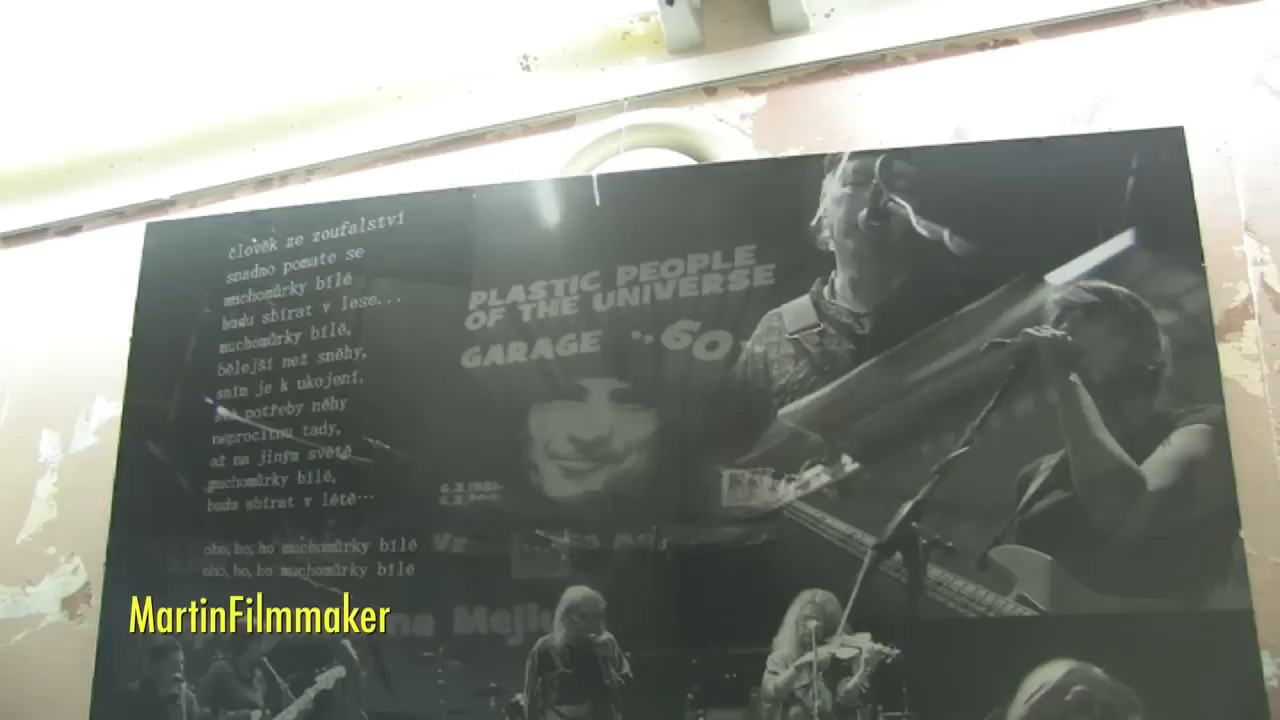 člověk ze zoufalství
snadno pomate se
muchomůrky bílé
budu sbírat v lese...
muchomůrky bílé,
bělejší než sněhy,
sním je k ukojení,
své potřeby něhy
neprocitnu tady,
až na jiným světě
muchomůrky bílé,
budu sbírat v létě...
oho, ho, ho muchomůrky bílé
oho, ho, ho muchomůrky bílé
PLASTIC PEOPLE
OF THE UNIVERSE
GARAGE "60"
MartinFilmmaker